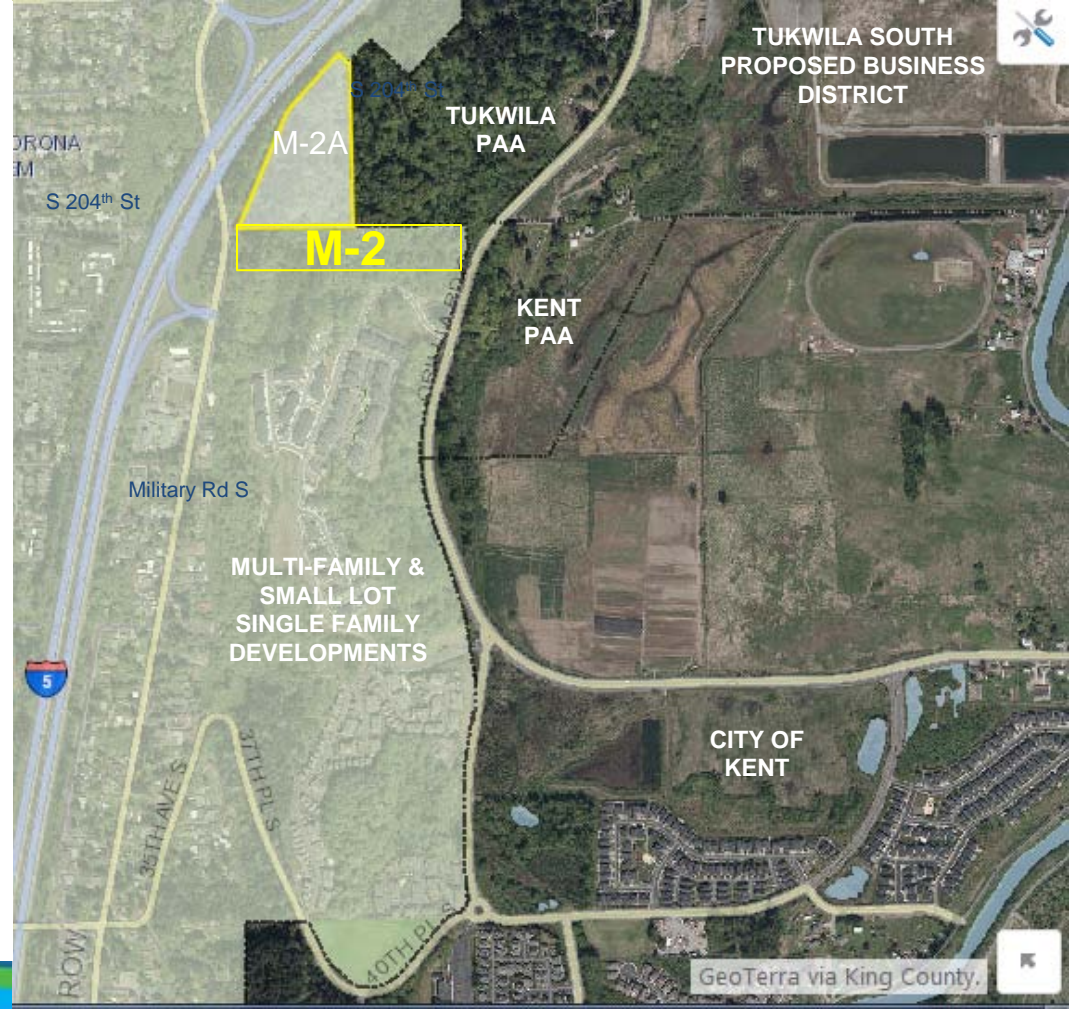 TUKWILA SOUTH
PROPOSED BUSINESS
DISTRICT
S 204th St
TUKWILA
PAA
M-2A
ORONA
EM
S 204th St
M-2
KENT
PAA
Military Rd S
MULTI-FAMILY &
SMALL LOT
SINGLE FAMILY
DEVELOPMENTS
5
CITY OF
KENT
37TH PL S
35TH AVE S
40TH PL S
ROW
GeoTerra via King County.